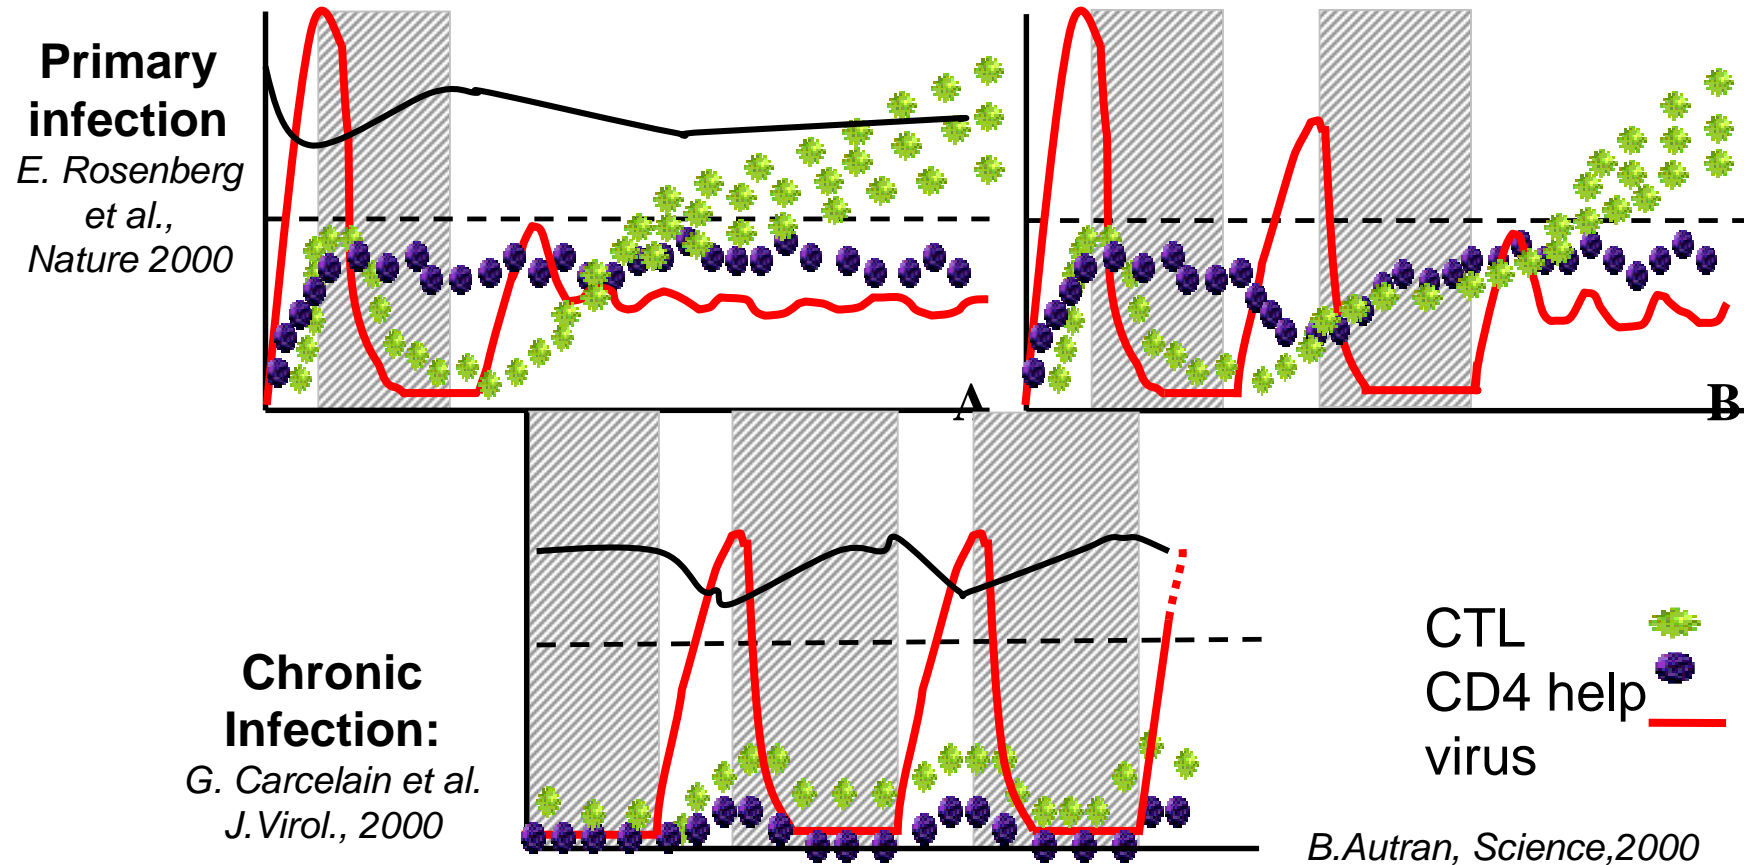 Primary
infection
E. Rosenberg
et al.,
Nature 2000
A
B
Chronic
Infection:
G. Carcelain et al.
J.Virol., 2000
CTL
CD4 help
virus
B.Autran, Science,2000